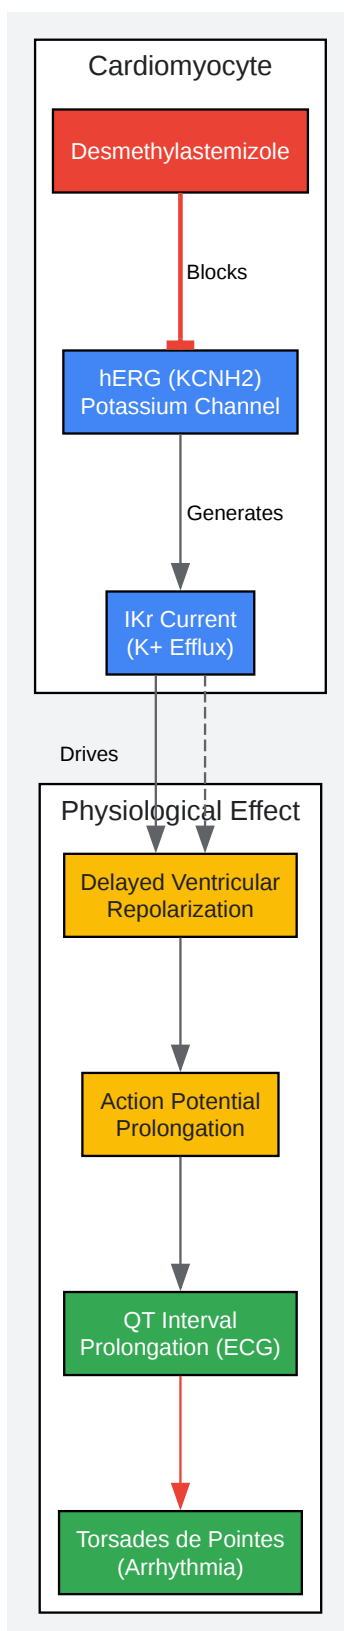 Cardiomyocyte
Desmethylastemizole
Blocks
hERG (KCNH2)
Potassium Channel
Generates
IKr Current
(K+ Efflux)
Drives
Physiological Effect
Delayed Ventricular
Repolarization
Action Potential
Prolongation
QT Interval
Prolongation (ECG)
Torsades de Pointes
(Arrhythmia)